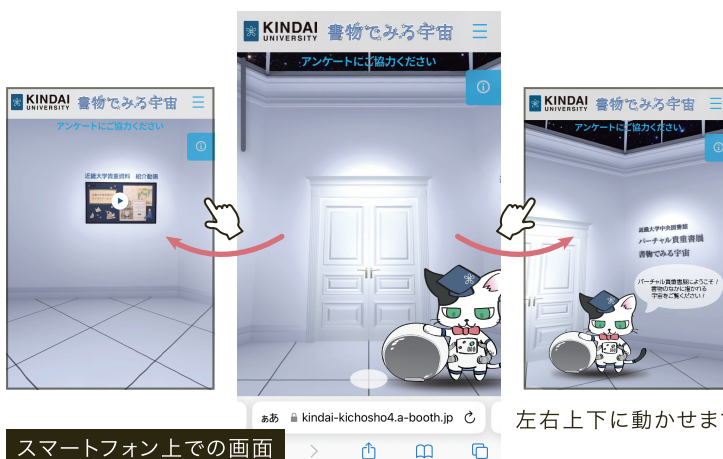 KINDAI
UNIVERSITY
書物でみる宇宙
アンケートにご協力ください
近畿大学貴重資料 紹介動画
KINDAI
UNIVERSITY
書物でみる宇宙
アンケートにご協力ください
ぁあ
kindai-kichosho4.a-booth.jp
KINDAI
UNIVERSITY
書物でみる宇宙
アンケートにご協力ください
近畿大学中央図書館
バーチャル貴重書展
書物でみる宇宙
バーチャル貴重書展にようこそ!
書物のなかに描かれる
宇宙をご覧ください!
スマートフォン上での画面
左右上下に動かせま